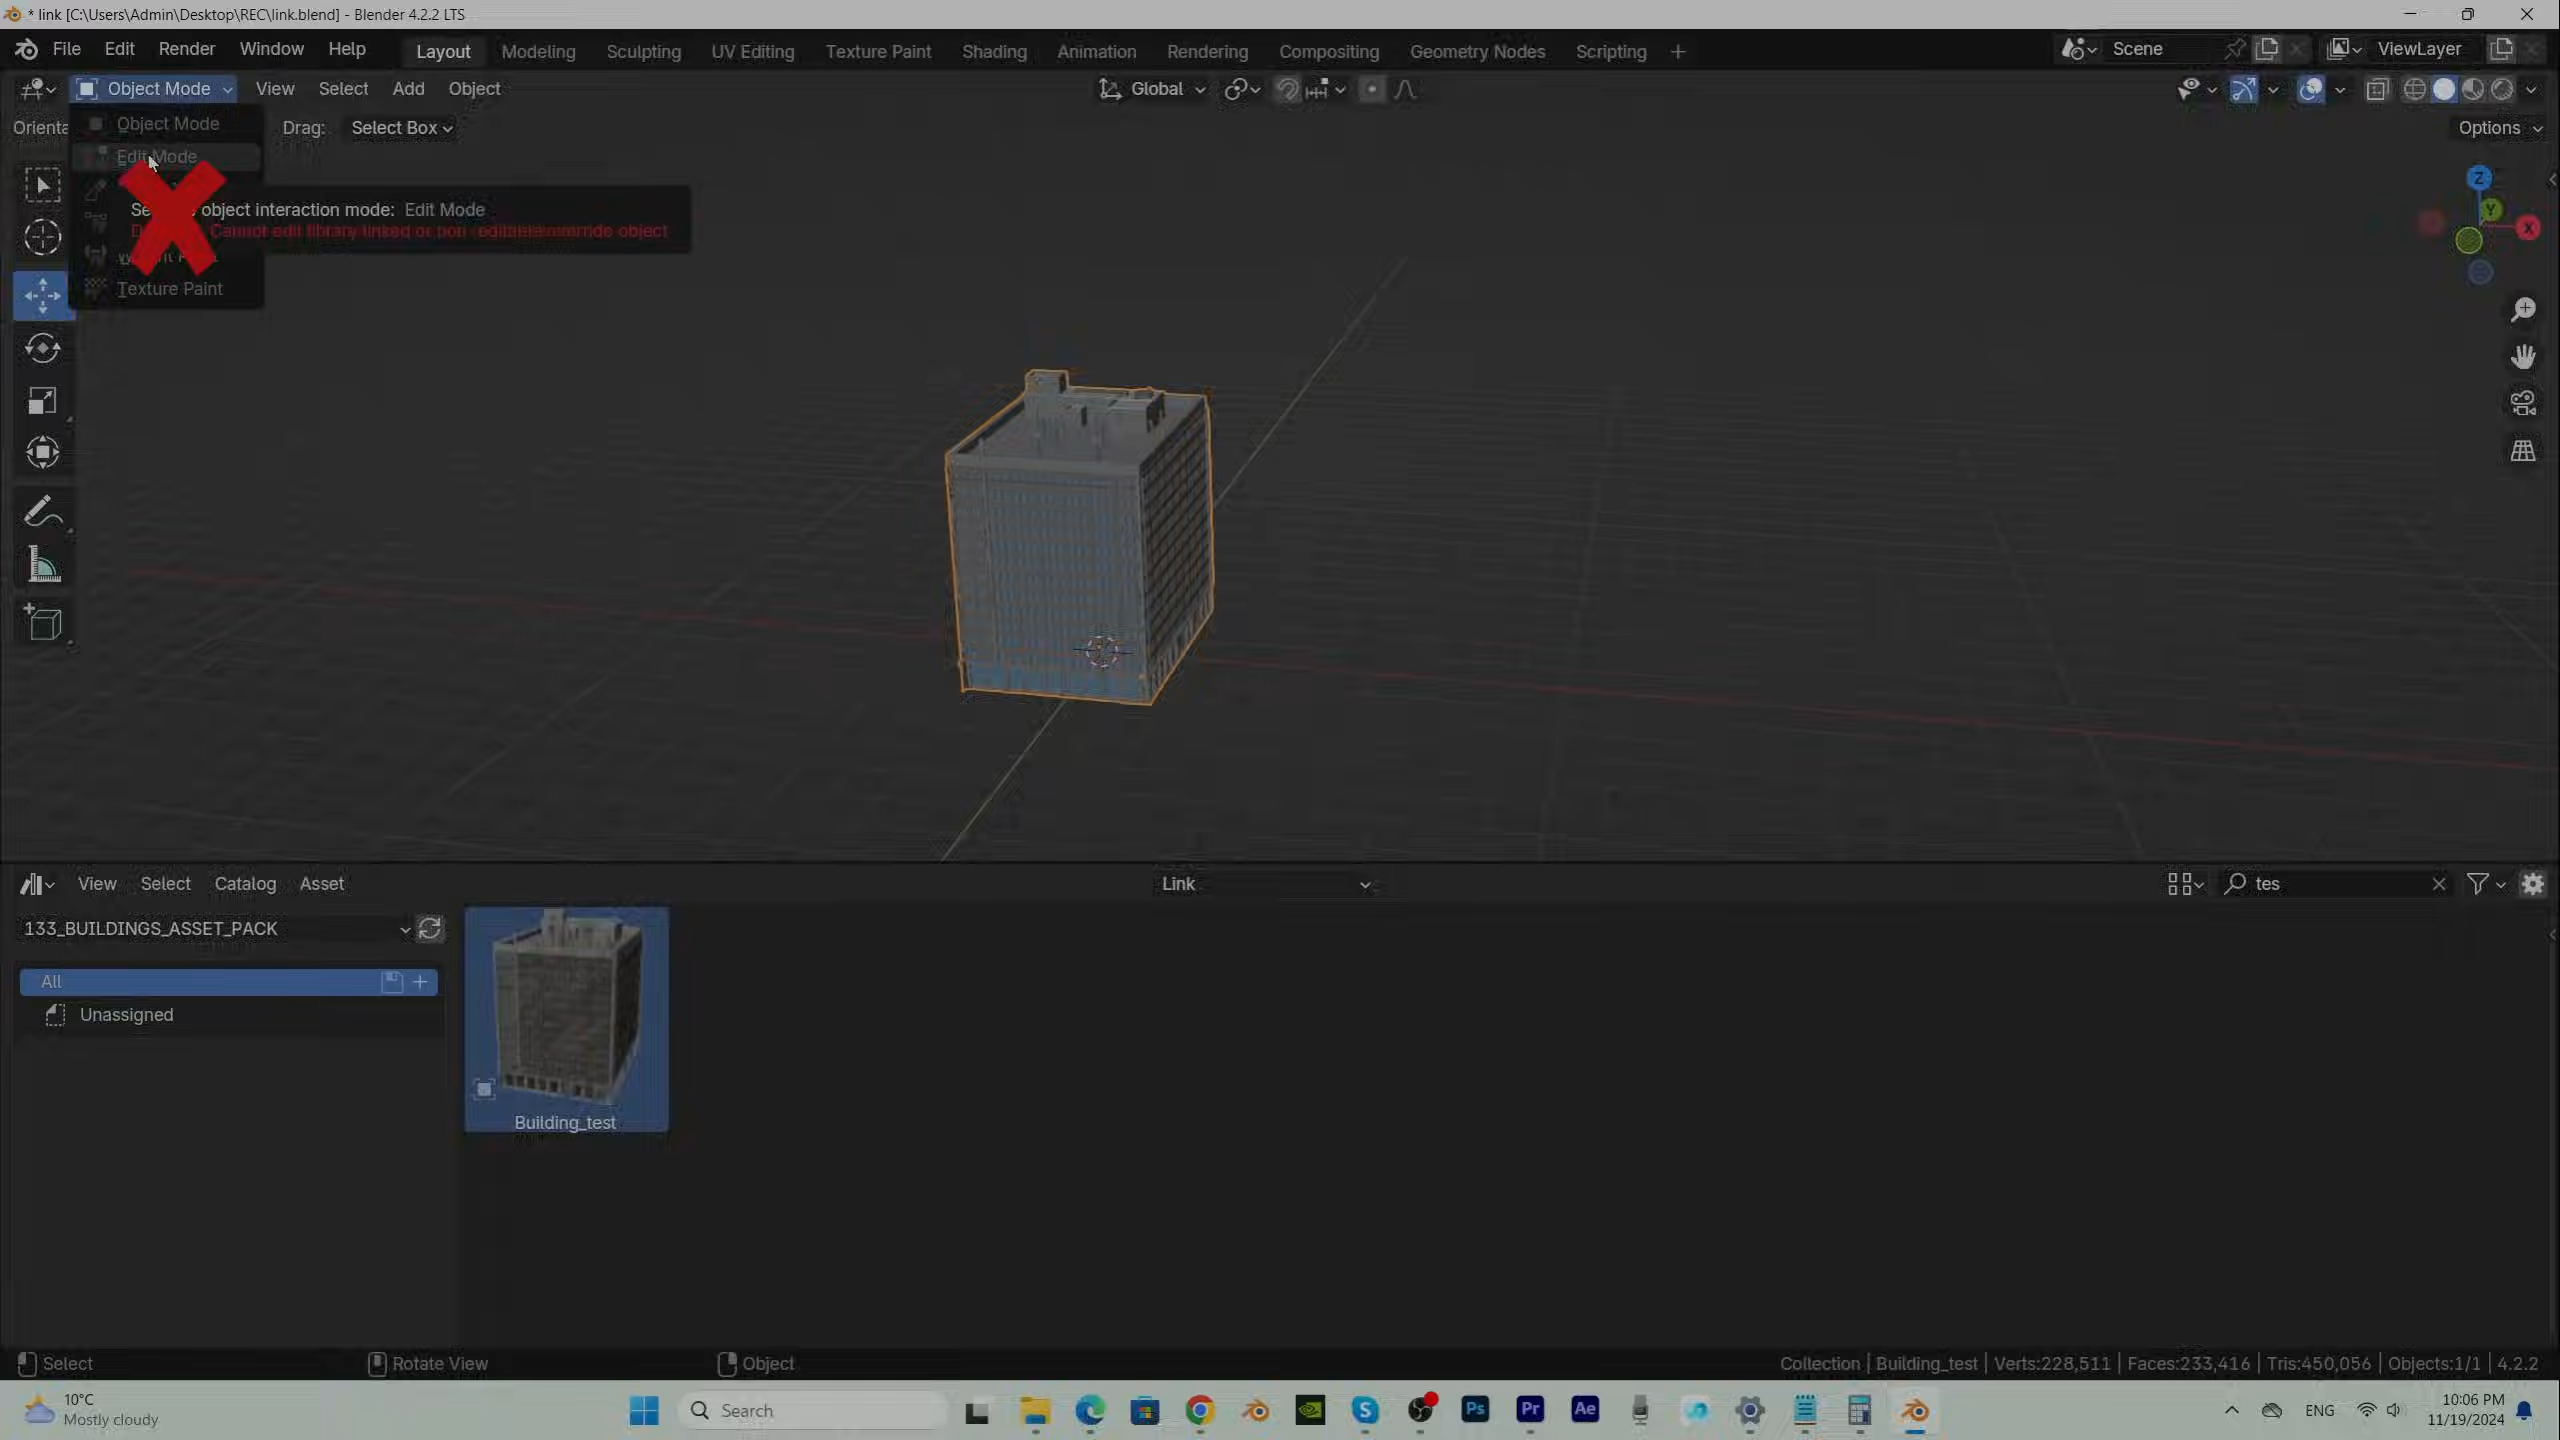 * link [C:\Users\Admin\Desktop\REC\link.blend] - Blender 4.2.2 LTS
File Edit Render Window Help Layout Modeling Sculpting UV Editing Texture Paint Shading Animation Rendering Compositing Geometry Nodes Scripting + Scene ViewLayer
Object Mode View Select Add Object Global
Orienta Drag: Select Box Options
Object Mode
Edit Mode
object interaction mode: Edit Mode
Cannot edit library linked or non-editable override object
Texture Paint
Z
Y
X
View Select Catalog Asset Link tes
133_BUILDINGS_ASSET_PACK
All
Unassigned
Building_test
Select Rotate View Object Collection | Building_test | Verts:228,511 | Faces:233,416 | Tris:450,056 | Objects:1/1 | 4.2.2
10°C
Mostly cloudy
Search
Ps Pr Ae
ENG
10:06 PM
11/19/2024